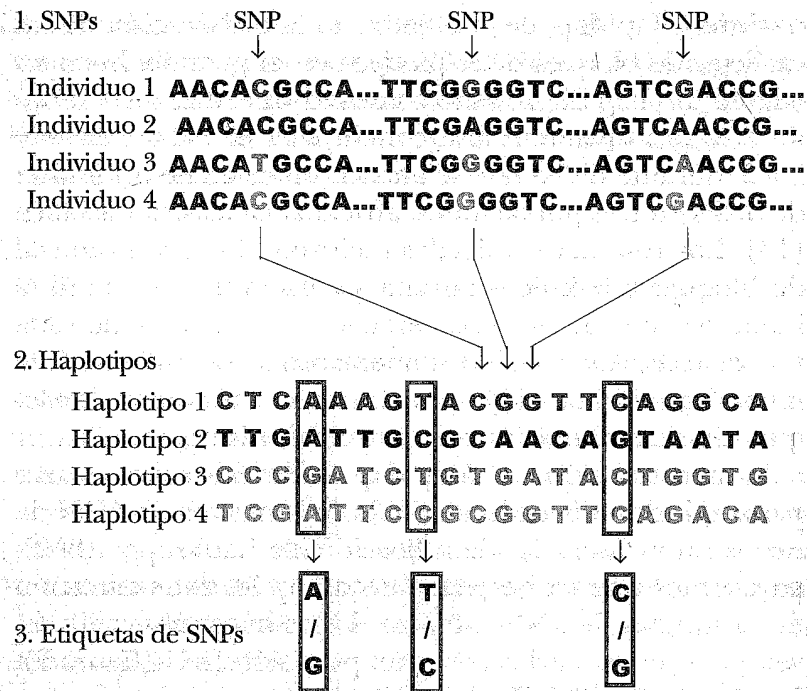 1. SNPs SNP SNP SNP
Individuo 1 AACACGCCA...TTCGGGGTC...AGTCGACCG...
Individuo 2 AACACGCCA...TTCGAGGTC...AGTCAACCG...
Individuo 3 AACATGCCA...TTCGGGGTC...AGTCAACCG...
Individuo 4 AACACGCCA...TTCGGGGTC...AGTCGACCG...
2. Haplotipos
Haplotipo 1 C T C A A A G T A C G G T T C A G G C A
Haplotipo 2 T T G A T T G C G C A A C A G T A A T A
Haplotipo 3 C C C G A T C T G T G A T A C T G G T G
Haplotipo 4 T C G A T T C C G C G G T T C A G A C A
3. Etiquetas de SNPs
A / G
T / C
C / G